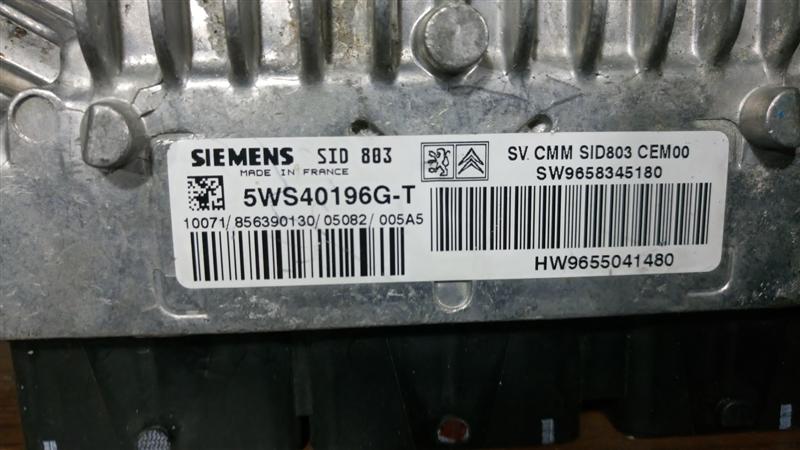 SIEMENS SID 803
MADE IN FRANCE
5WS40196G-T
10071/856390130/05082/005A5
SV. CMM SID803 CEM00
SW9658345180
HW9655041480